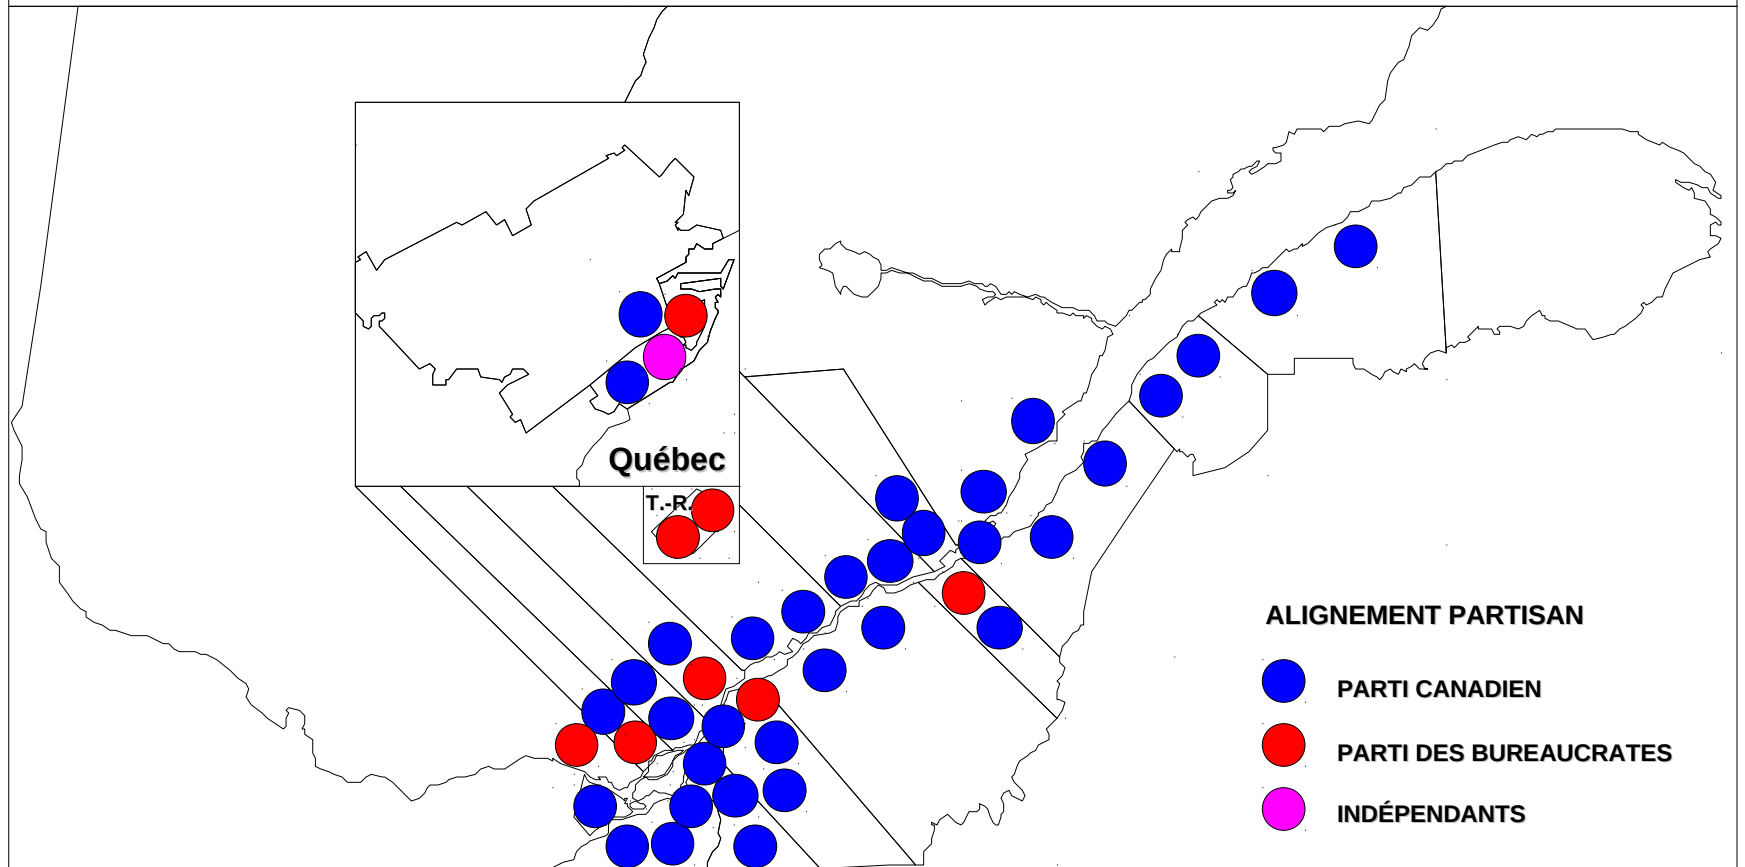 Québec
T.-R.
ALIGNEMENT PARTISAN
PARTI CANADIEN
PARTI DES BUREAUCRATES
INDÉPENDANTS